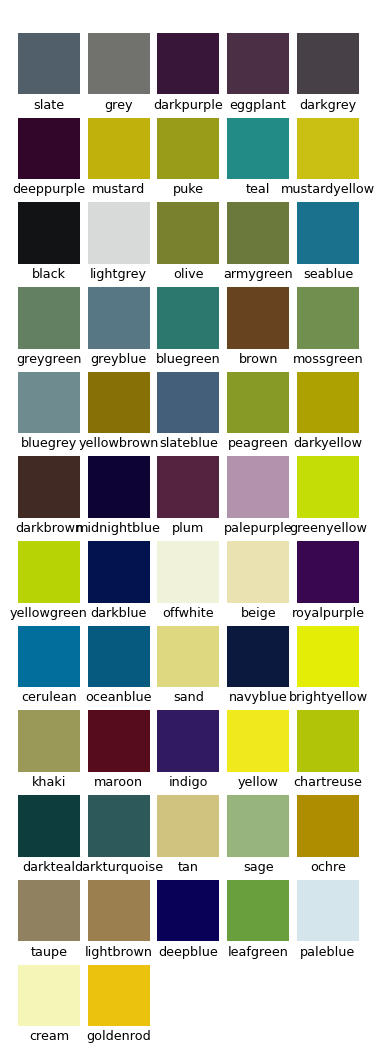 slate grey darkpurple eggplant darkgrey
deeppurple mustard puke teal mustardyellow
black lightgrey olive armygreen seablue
greygreen greyblue bluegreen brown mossgreen
bluegrey yellowbrown slateblue peagreen darkyellow
darkbrown midnightblue plum palepurple greenyellow
yellowgreen darkblue offwhite beige royalpurple
cerulean oceanblue sand navyblue brightyellow
khaki maroon indigo yellow chartreuse
darkteal darkturquoise tan sage ochre
taupe lightbrown deepblue leafgreen paleblue
cream goldenrod